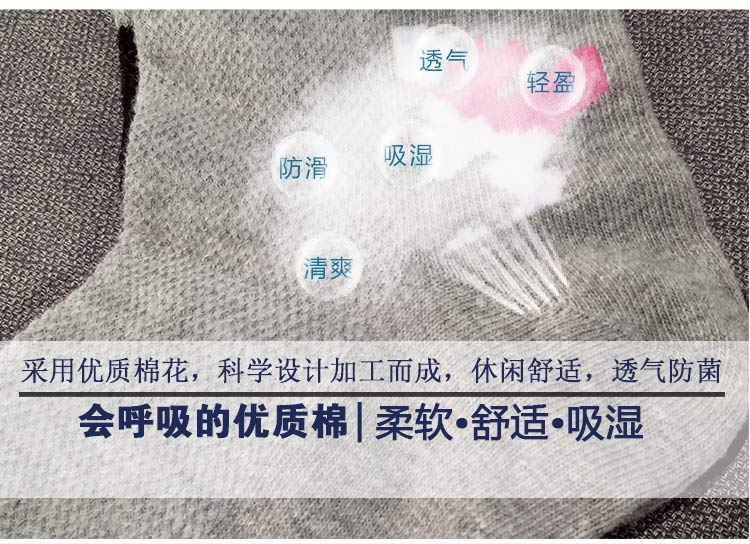 透气
轻盈
防滑
吸湿
清爽
采用优质棉花，科学设计加工而成，休闲舒适，透气防菌
会呼吸的优质棉|柔软•舒适•吸湿